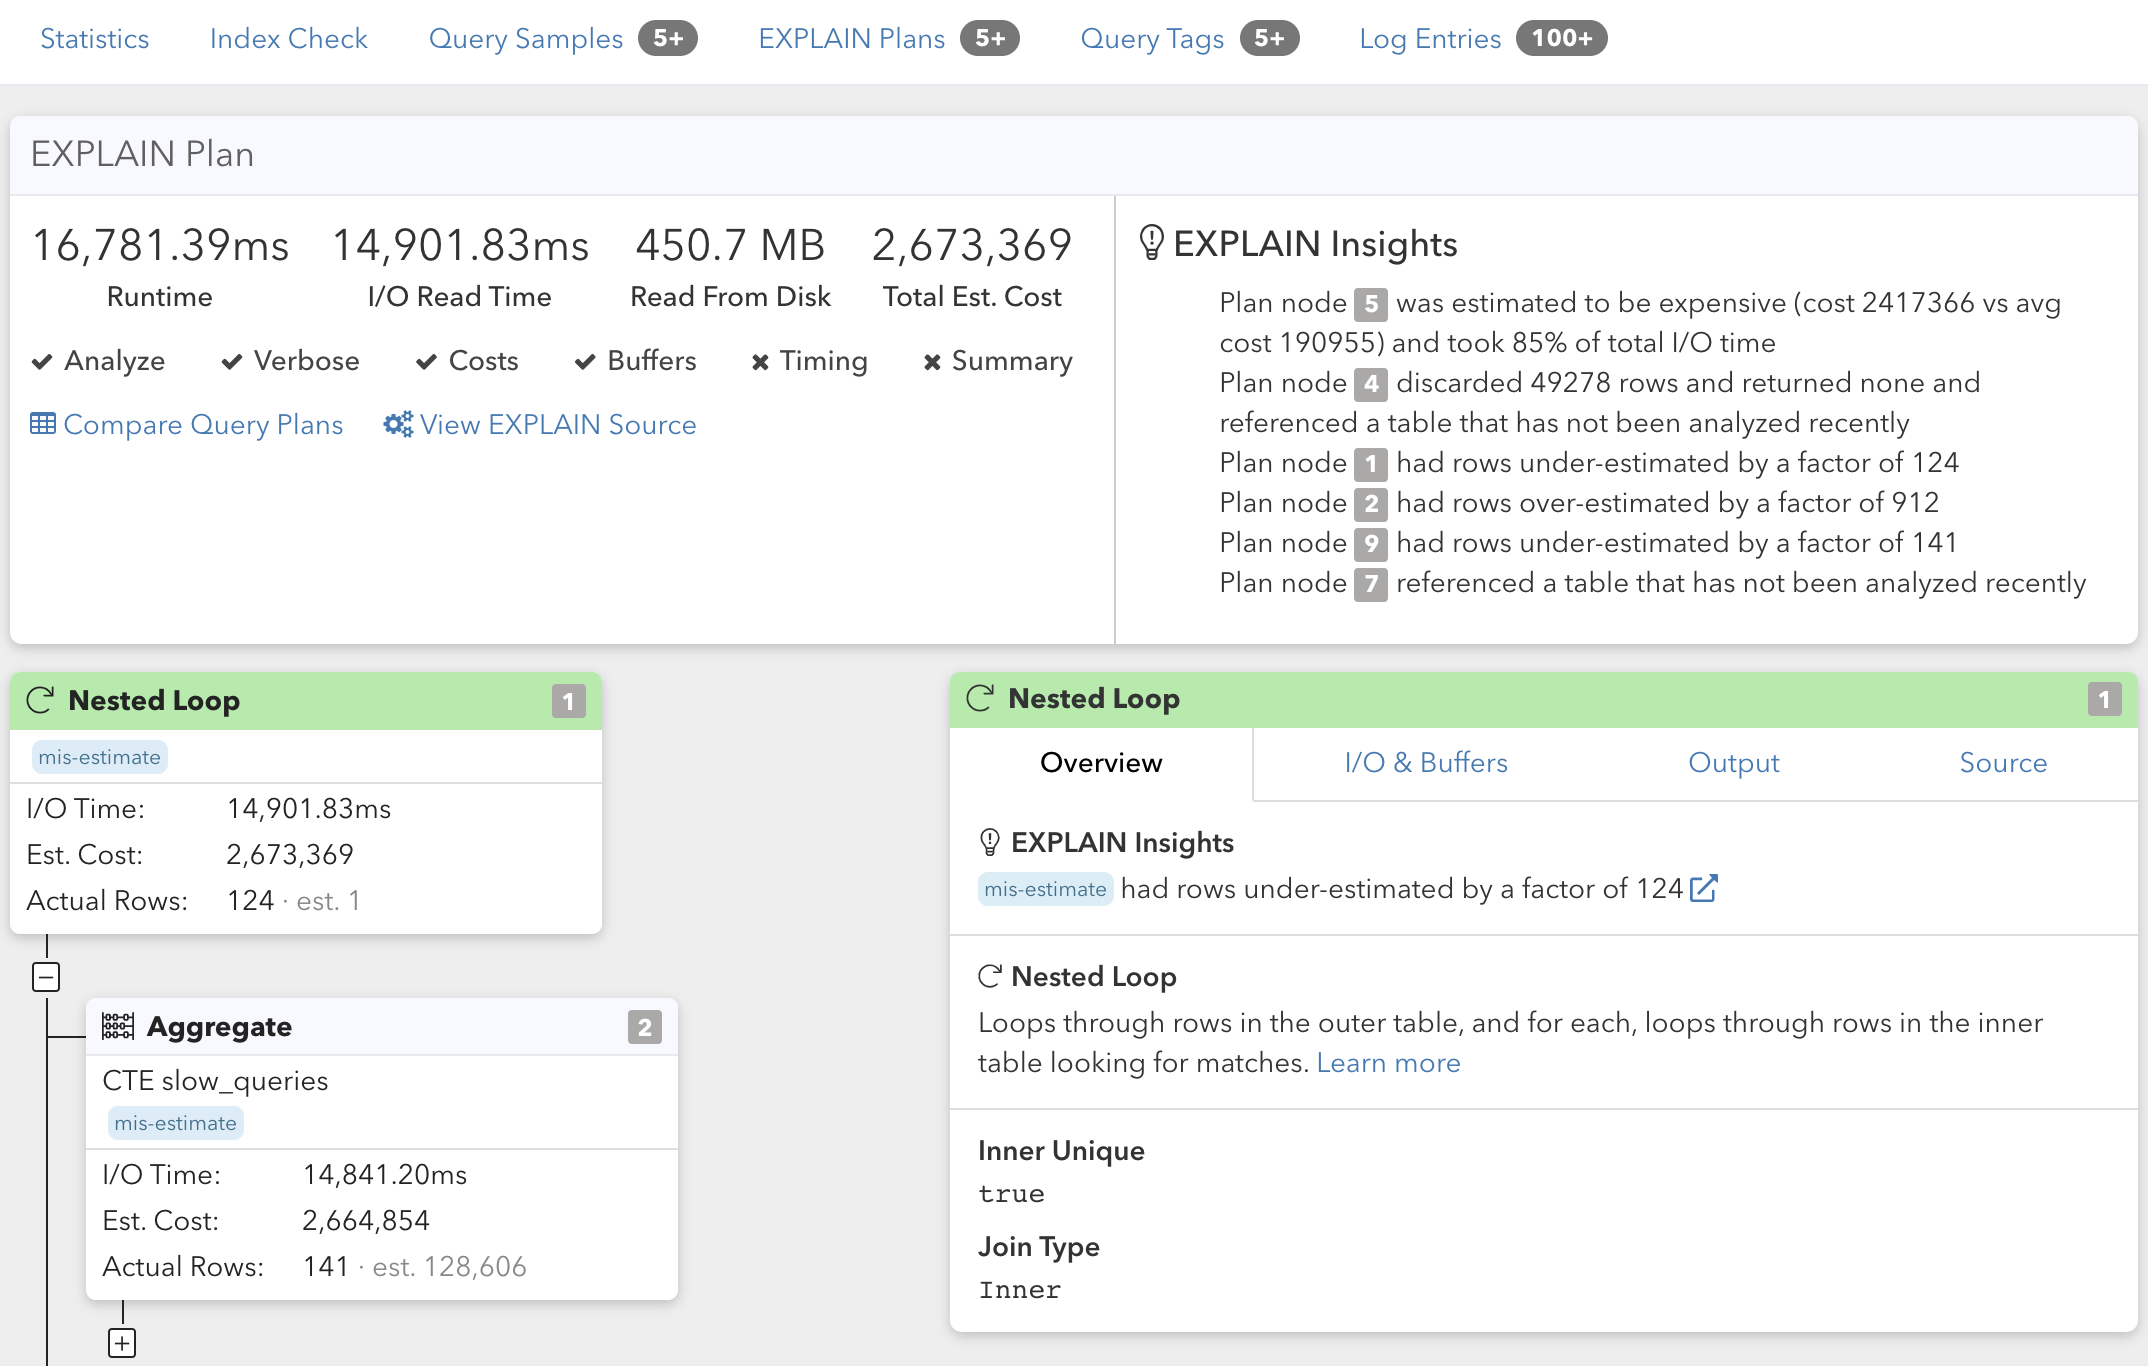 Statistics Index Check Query Samples 5+ EXPLAIN Plans 5+ Query Tags 5+ Log Entries 100+
EXPLAIN Plan
16,781.39ms 14,901.83ms 450.7 MB 2,673,369
Runtime I/O Read Time Read From Disk Total Est. Cost
Analyze Verbose Costs Buffers Timing Summary
Compare Query Plans View EXPLAIN Source
EXPLAIN Insights
Plan node 5 was estimated to be expensive (cost 2417366 vs avg
cost 190955) and took 85% of total I/O time
Plan node 4 discarded 49278 rows and returned none and
referenced a table that has not been analyzed recently
Plan node 1 had rows under-estimated by a factor of 124
Plan node 2 had rows over-estimated by a factor of 912
Plan node 9 had rows under-estimated by a factor of 141
Plan node 7 referenced a table that has not been analyzed recently
Nested Loop 1
mis-estimate
I/O Time: 14,901.83ms
Est. Cost: 2,673,369
Actual Rows: 124 · est. 1
Aggregate 2
CTE slow_queries
mis-estimate
I/O Time: 14,841.20ms
Est. Cost: 2,664,854
Actual Rows: 141 · est. 128,606
Nested Loop 1
Overview I/O & Buffers Output Source
EXPLAIN Insights
mis-estimate had rows under-estimated by a factor of 124
Nested Loop
Loops through rows in the outer table, and for each, loops through rows in the inner
table looking for matches. Learn more
Inner Unique
true
Join Type
Inner